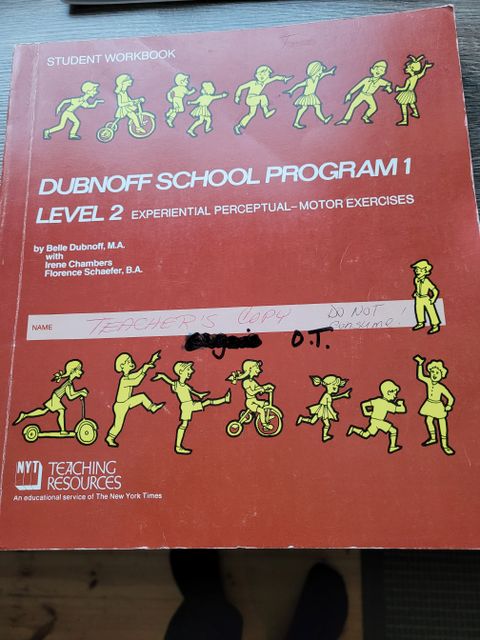 STUDENT WORKBOOK
DUBNOFF SCHOOL PROGRAM 1
LEVEL 2 EXPERIENTIAL PERCEPTUAL-MOTOR EXERCISES
by Belle Dubnoff, M.A.
with
Irene Chambers
Florence Schaefer, B.A.
NAME TEACHER'S COPY DO NOT
CONSUME!
O.T.
NYT TEACHING
RESOURCES
An educational service of The New York Times